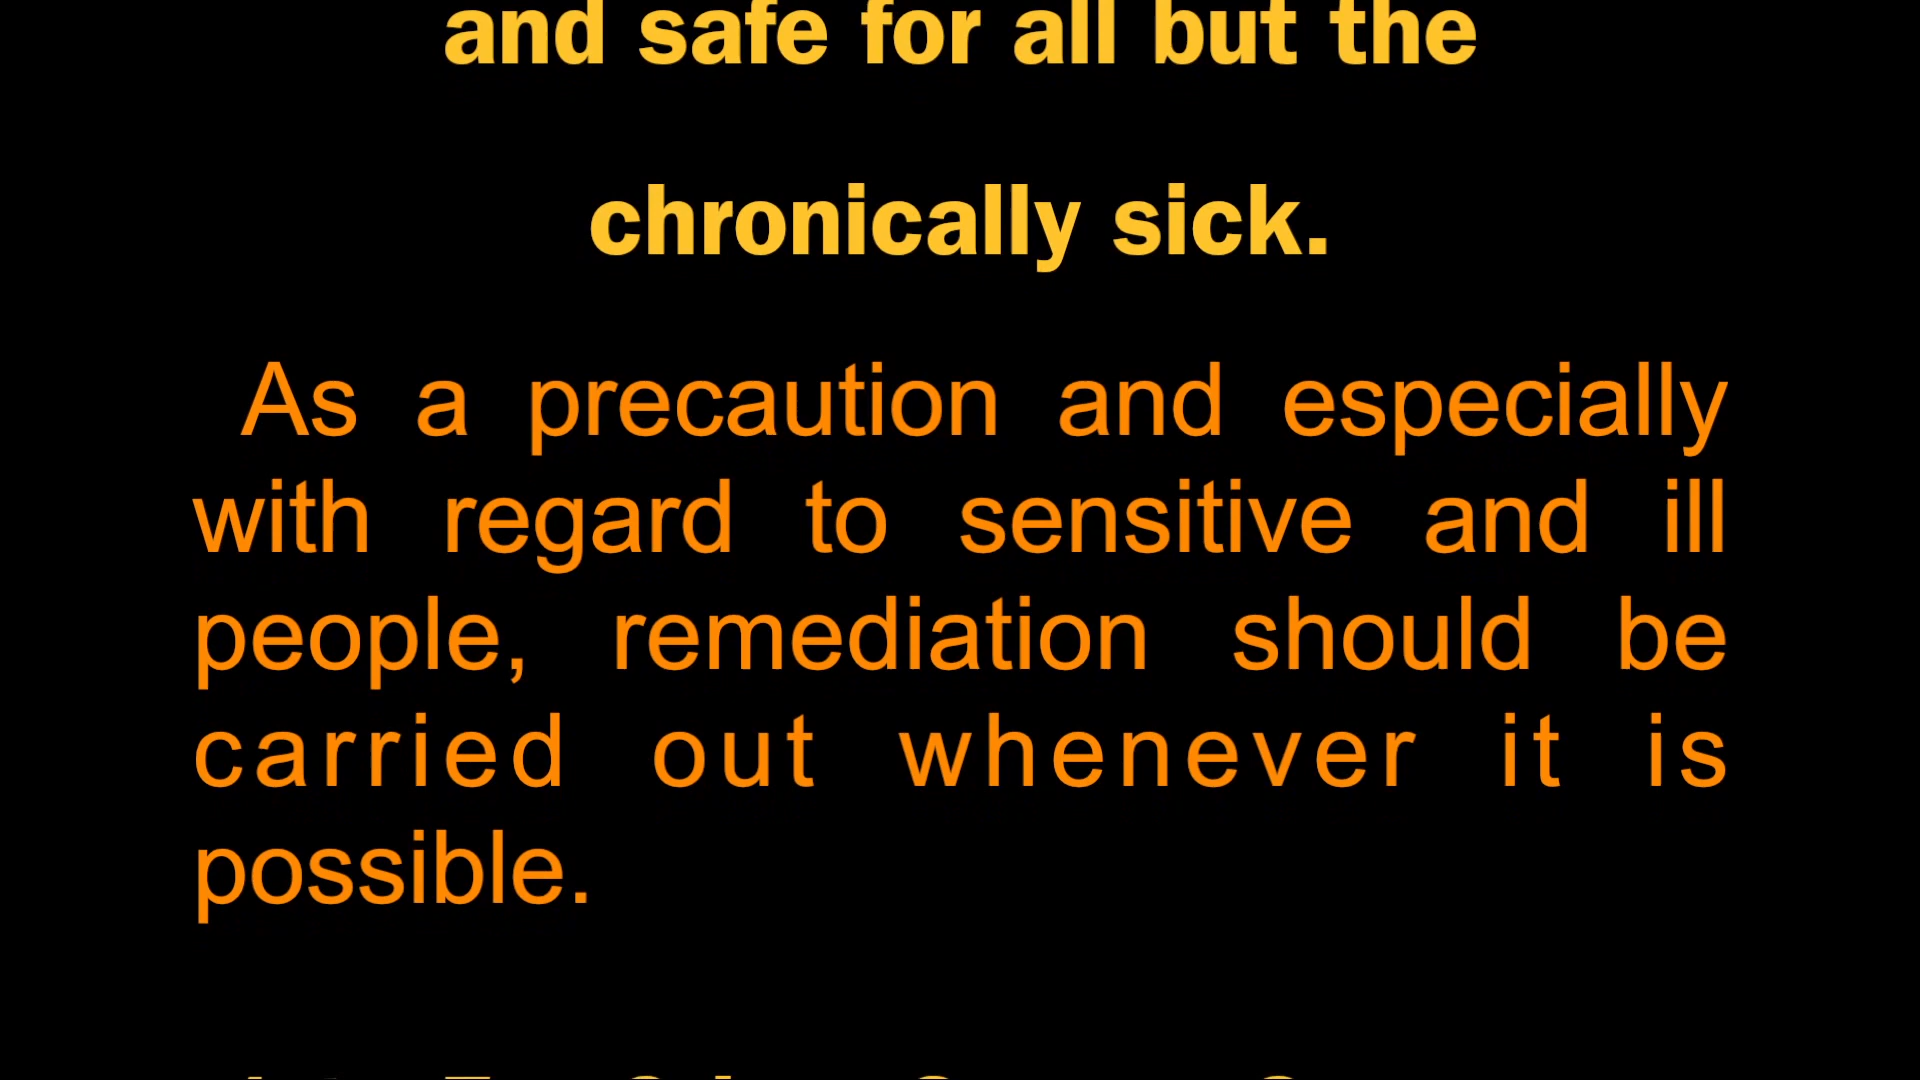 and safe for all but the
chronically sick.
As a precaution and especially
with regard to sensitive and ill
people, remediation should be
carried out whenever it is
possible.